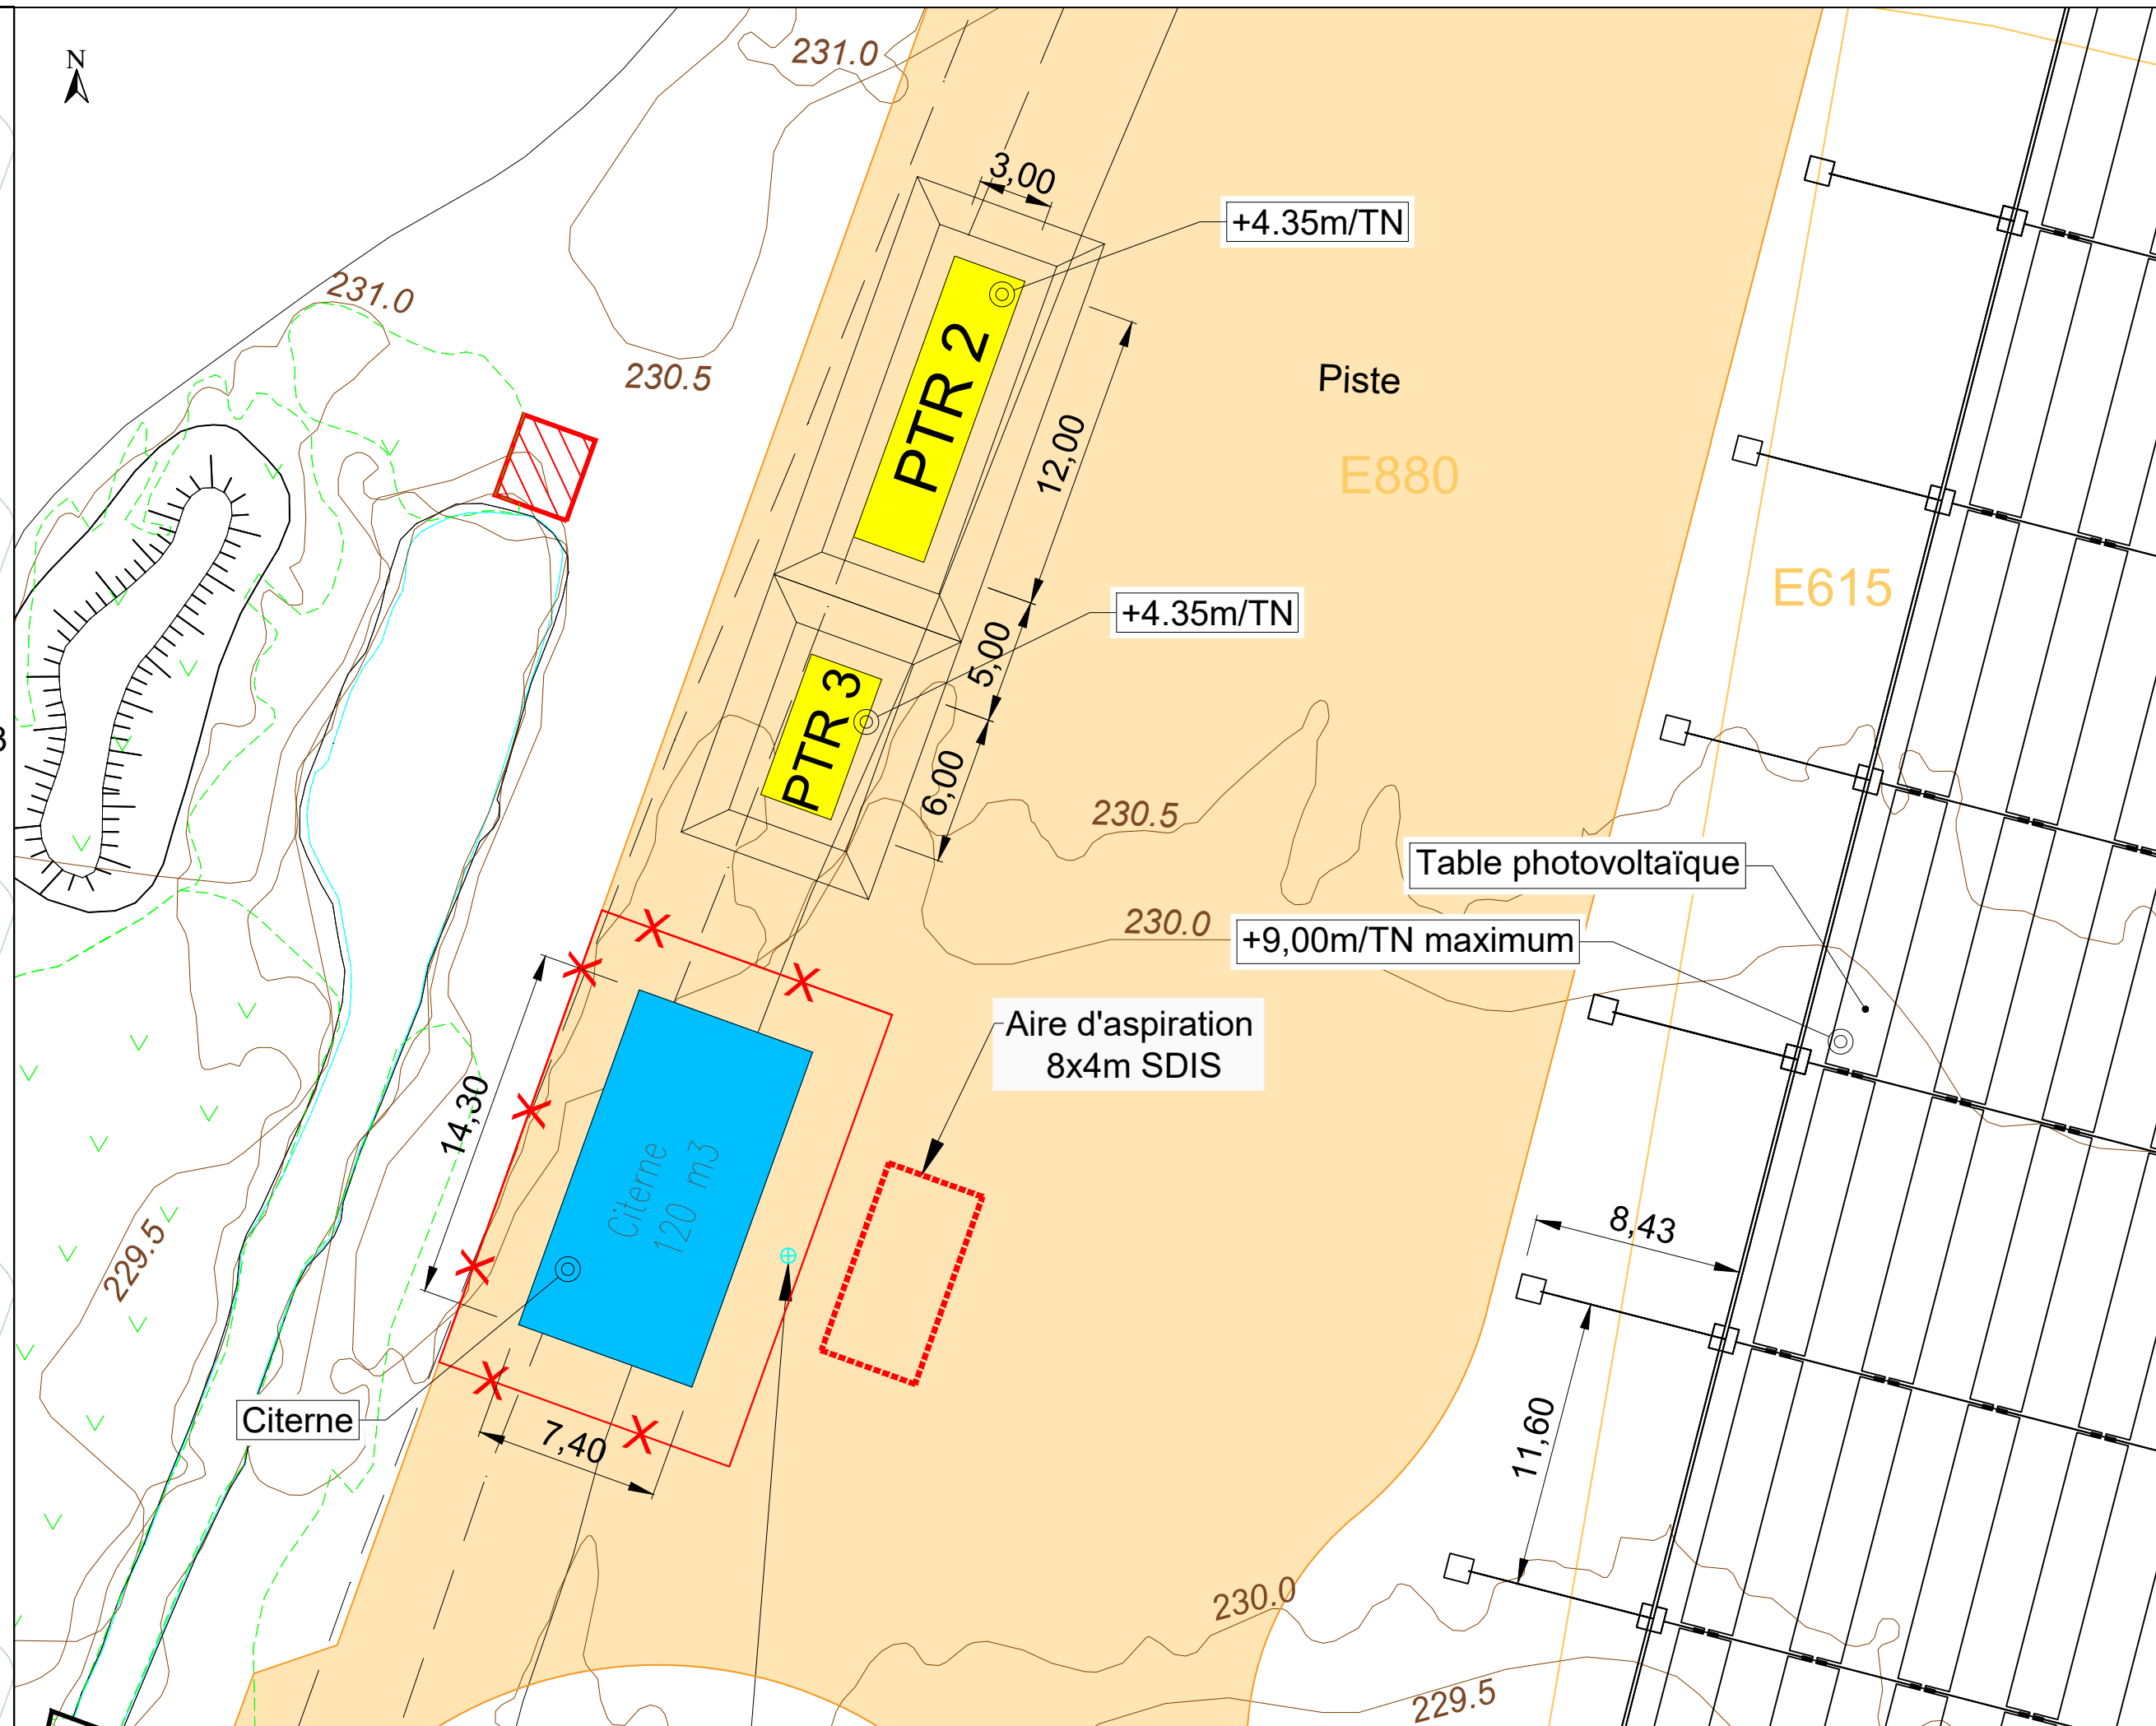 N
231.0
3,00
+4.35m/TN
231.0
230.5
PTR 2
Piste
12,00
E880
E615
+4.35m/TN
5,00
PTR 3
6,00
230.5
Table photovoltaïque
230.0
+9,00m/TN maximum
Aire d'aspiration
8x4m SDIS
14,30
Citerne
120 m3
229.5
8,43
Citerne
7,40
11,60
230.0
229.5